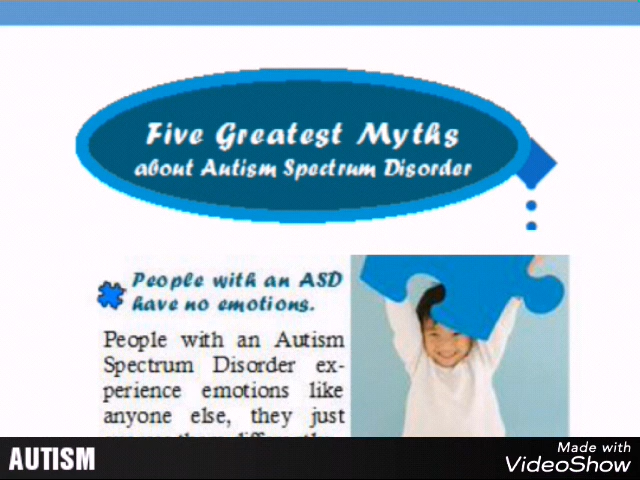 Five Greatest Myths
about Autism Spectrum Disorder
People with an ASD
have no emotions.
People with an Autism
Spectrum Disorder ex-
perience emotions like
anyone else, they just
AUTISM
Made with
VideoShow